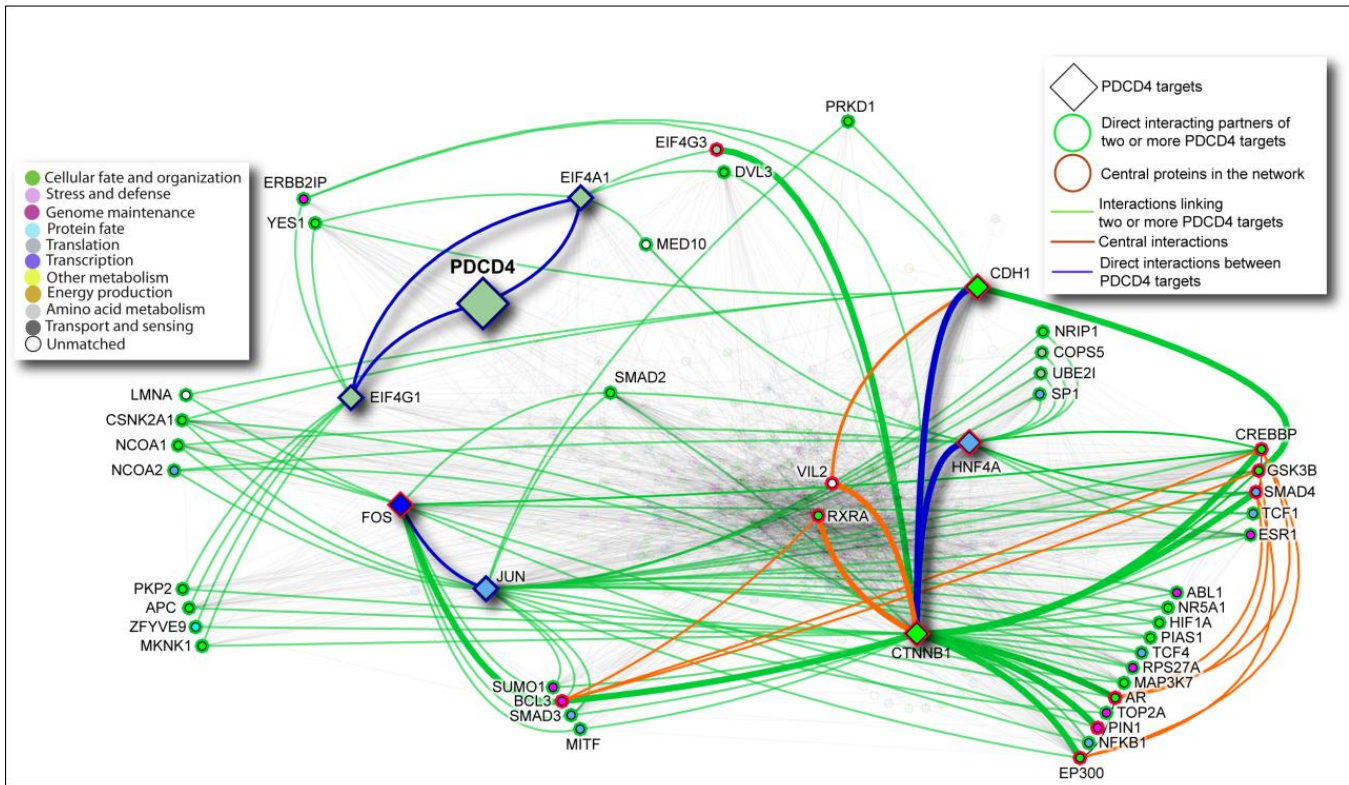 PDCD4 targets
Direct interacting partners of
two or more PDCD4 targets
Central proteins in the network
Interactions linking
two or more PDCD4 targets
Central interactions
Direct interactions between
PDCD4 targets
Cellular fate and organization
Stress and defense
Genome maintenance
Protein fate
Translation
Transcription
Other metabolism
Energy production
Amino acid metabolism
Transport and sensing
Unmatched
PRKD1
EIF4G3
DVL3
EIF4A1
ERBB2IP
YES1
MED10
PDCD4
CDH1
NRIP1
COPS5
UBE2I
SP1
SMAD2
LMNA
EIF4G1
CSNK2A1
NCOA1
NCOA2
HNF4A
CREBBP
GSK3B
SMAD4
TCF1
ESR1
VIL2
RXRA
FOS
JUN
PKP2
APC
ZFYVE9
MKNK1
CTNNB1
ABL1
NR5A1
HIF1A
PIAS1
TCF4
RPS27A
MAP3K7
AR
TOP2A
PIN1
NFKB1
EP300
SUMO1
BCL3
SMAD3
MITF